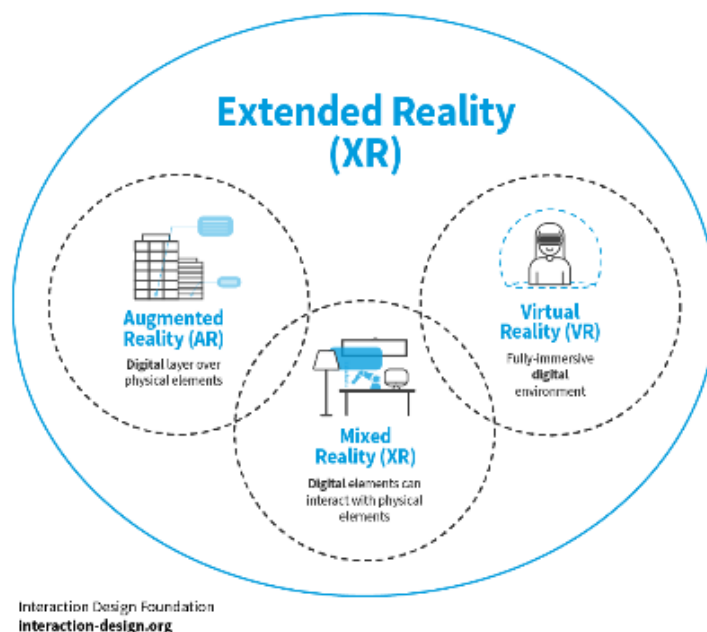 Extended Reality
(XR)
Augmented
Reality (AR)
Digital layer over
physical elements
Virtual
Reality (VR)
Fully-immersive
digital
environment
Mixed
Reality (XR)
Digital elements can
interact with physical
elements
Interaction Design Foundation
interaction-design.org